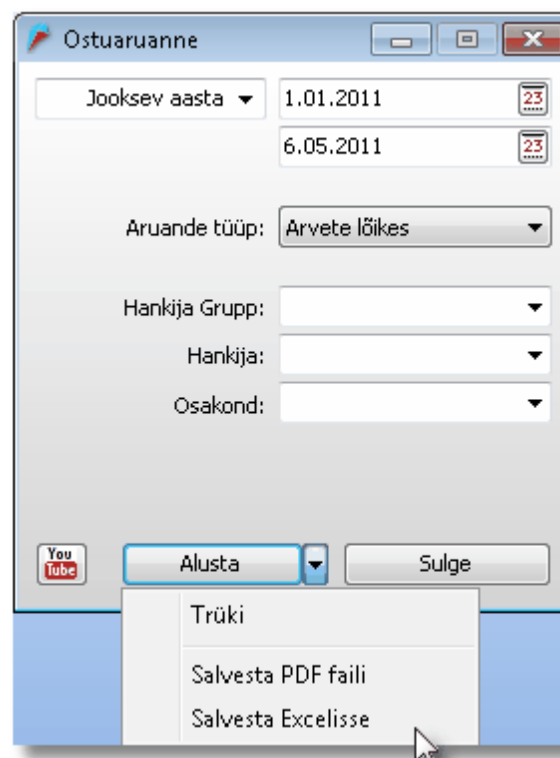 Ostuaruanne
Jooksev aasta 1.01.2011 23
6.05.2011 23
Aruande tüüp: Arvete lõikes
Hankija Grupp:
Hankija:
Osakond:
You Tube Alusta Sulge
Trüki
Salvesta PDF faili
Salvesta Excelisse